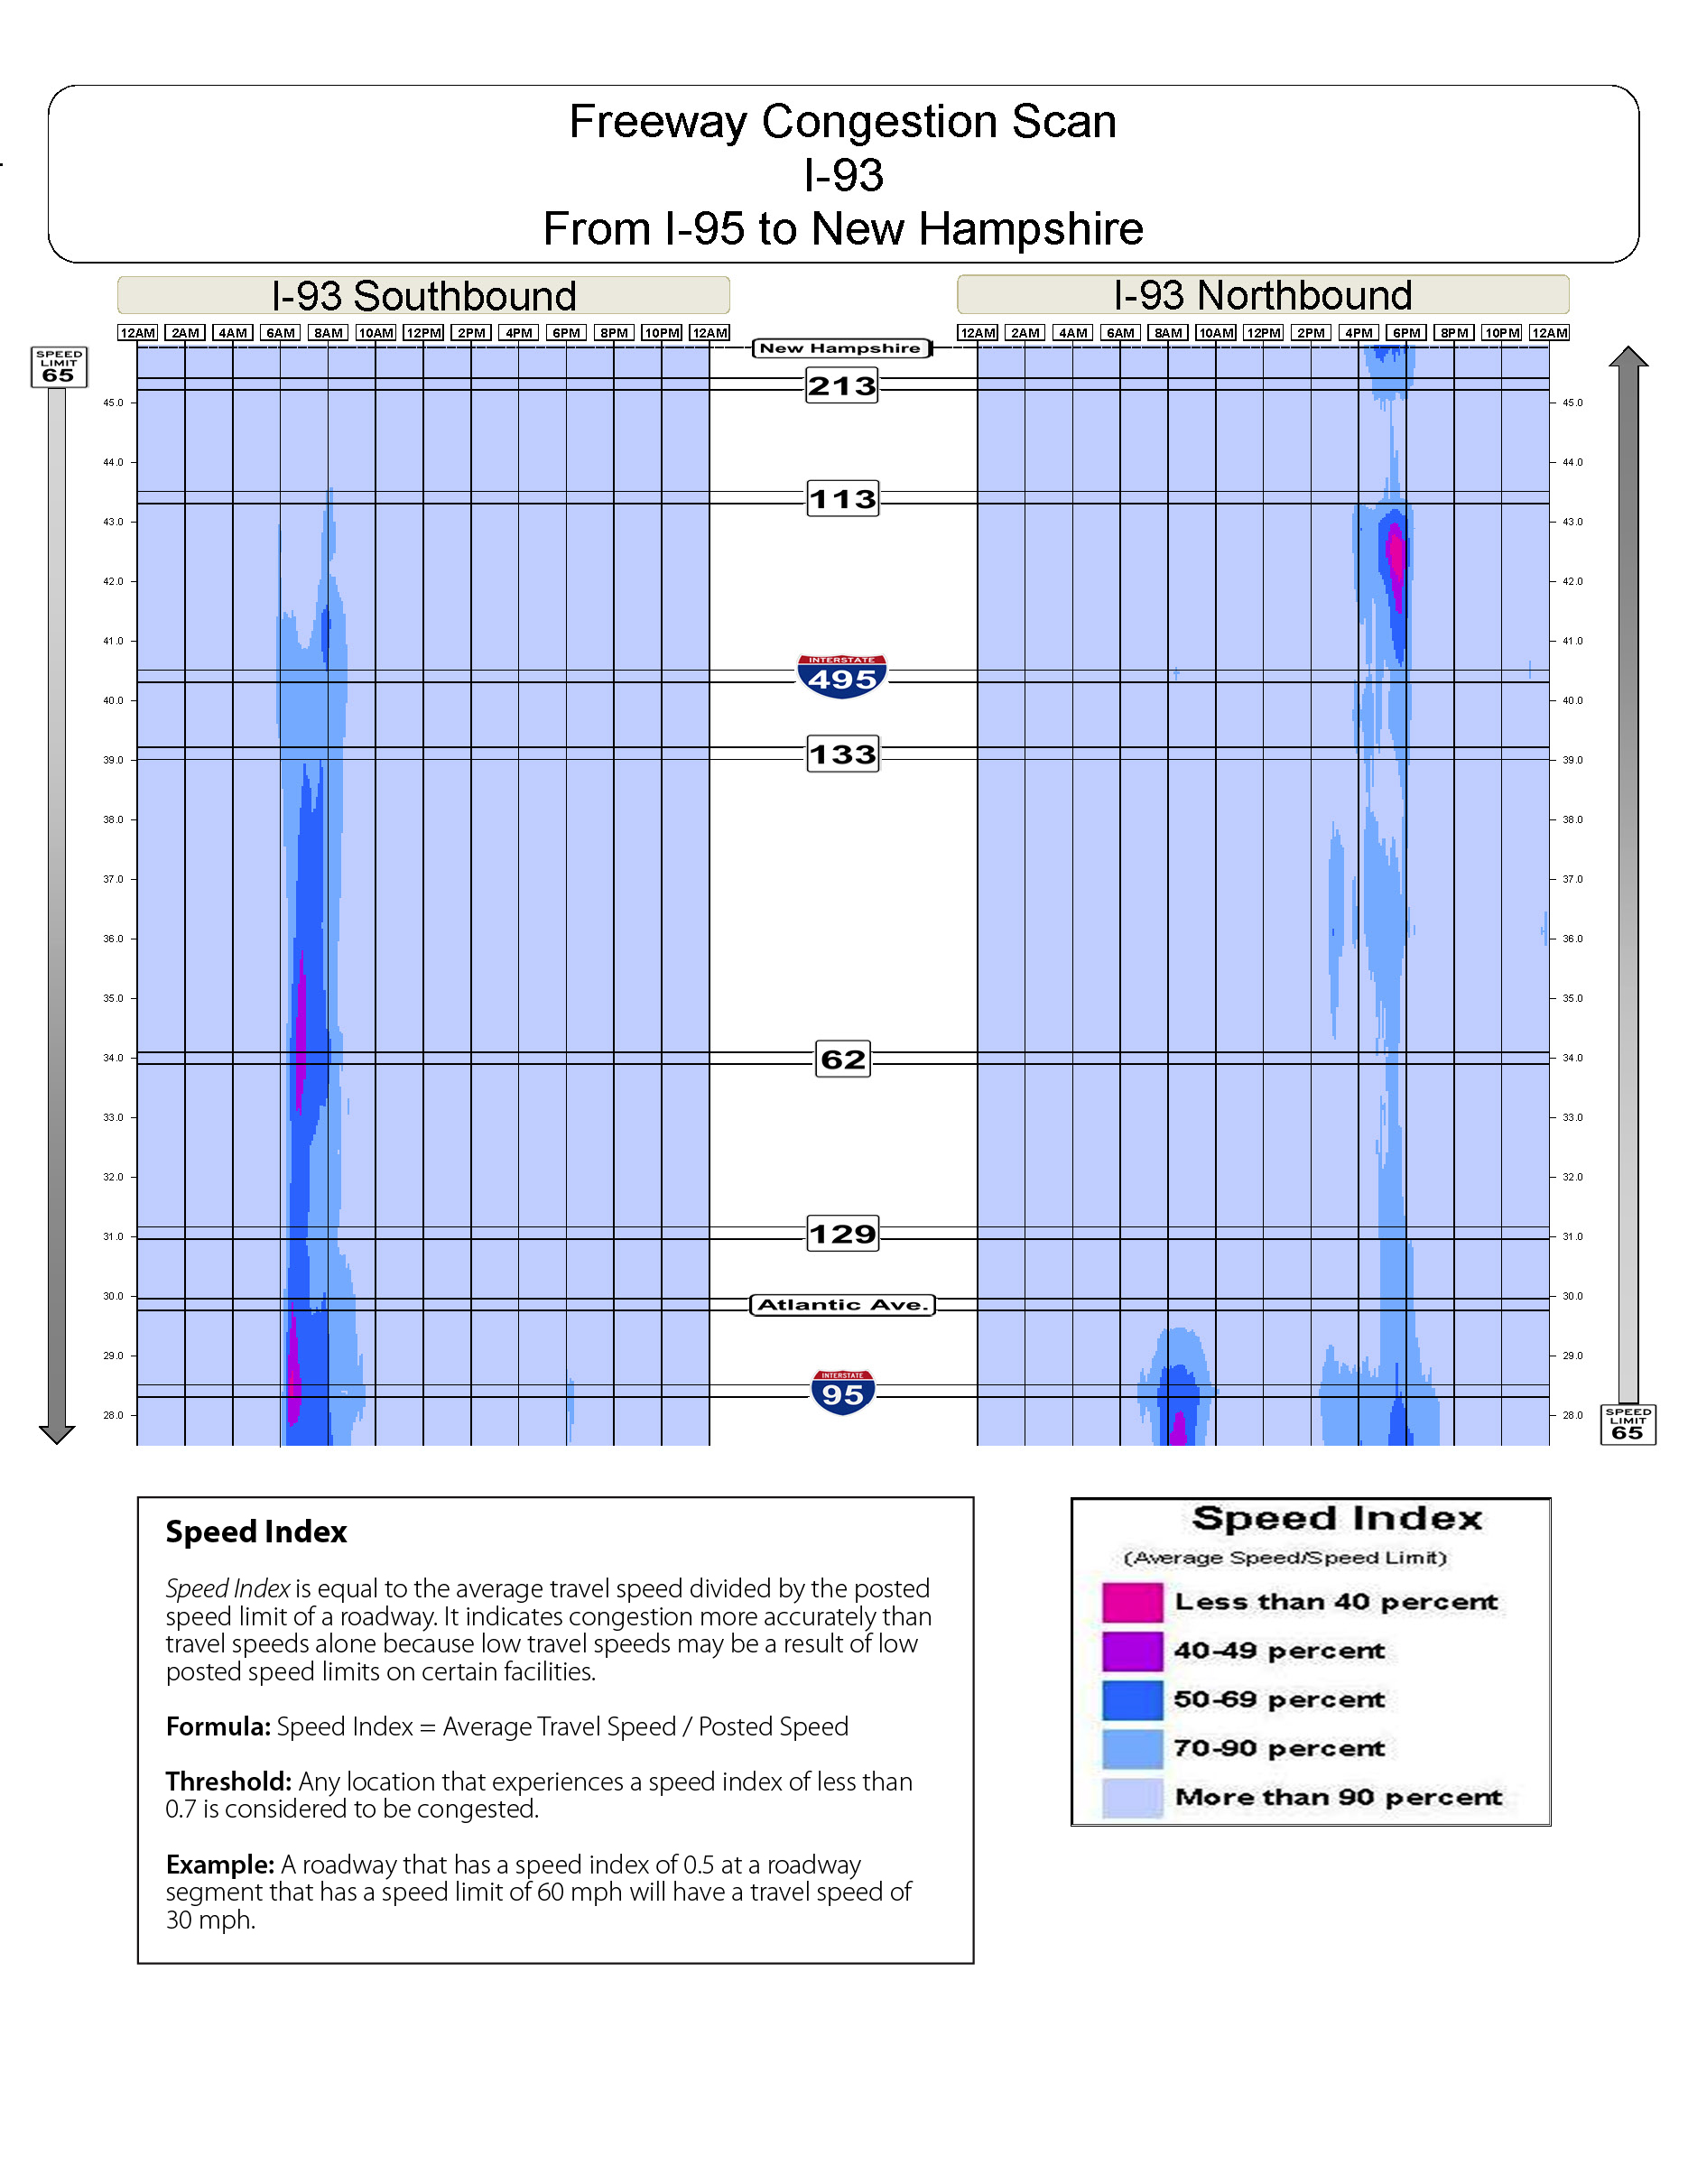 Freeway Congestion Scan
I-93
From I-95 to New Hampshire
I-93 Southbound
I-93 Northbound
12AM 2AM 4AM 6AM 8AM 10AM 12PM 2PM 4PM 6PM 8PM 10PM 12AM
12AM 2AM 4AM 6AM 8AM 10AM 12PM 2PM 4PM 6PM 8PM 10PM 12AM
SPEED
LIMIT
65
New Hampshire
213
45.0 45.0
44.0 44.0
113
43.0 43.0
42.0 42.0
41.0 41.0
INTERSTATE
495
40.0 40.0
133
39.0 39.0
38.0 38.0
37.0 37.0
36.0 36.0
35.0 35.0
34.0 62 34.0
33.0 33.0
32.0 32.0
129
31.0 31.0
30.0 30.0
Atlantic Ave.
29.0 29.0
INTERSTATE
95
28.0 28.0
SPEED
LIMIT
65
Speed Index
Speed Index is equal to the average travel speed divided by the posted
speed limit of a roadway. It indicates congestion more accurately than
travel speeds alone because low travel speeds may be a result of low
posted speed limits on certain facilities.
Formula: Speed Index = Average Travel Speed / Posted Speed
Threshold: Any location that experiences a speed index of less than
0.7 is considered to be congested.
Example: A roadway that has a speed index of 0.5 at a roadway
segment that has a speed limit of 60 mph will have a travel speed of
30 mph.
Speed Index
(Average Speed/Speed Limit)
Less than 40 percent
40-49 percent
50-69 percent
70-90 percent
More than 90 percent